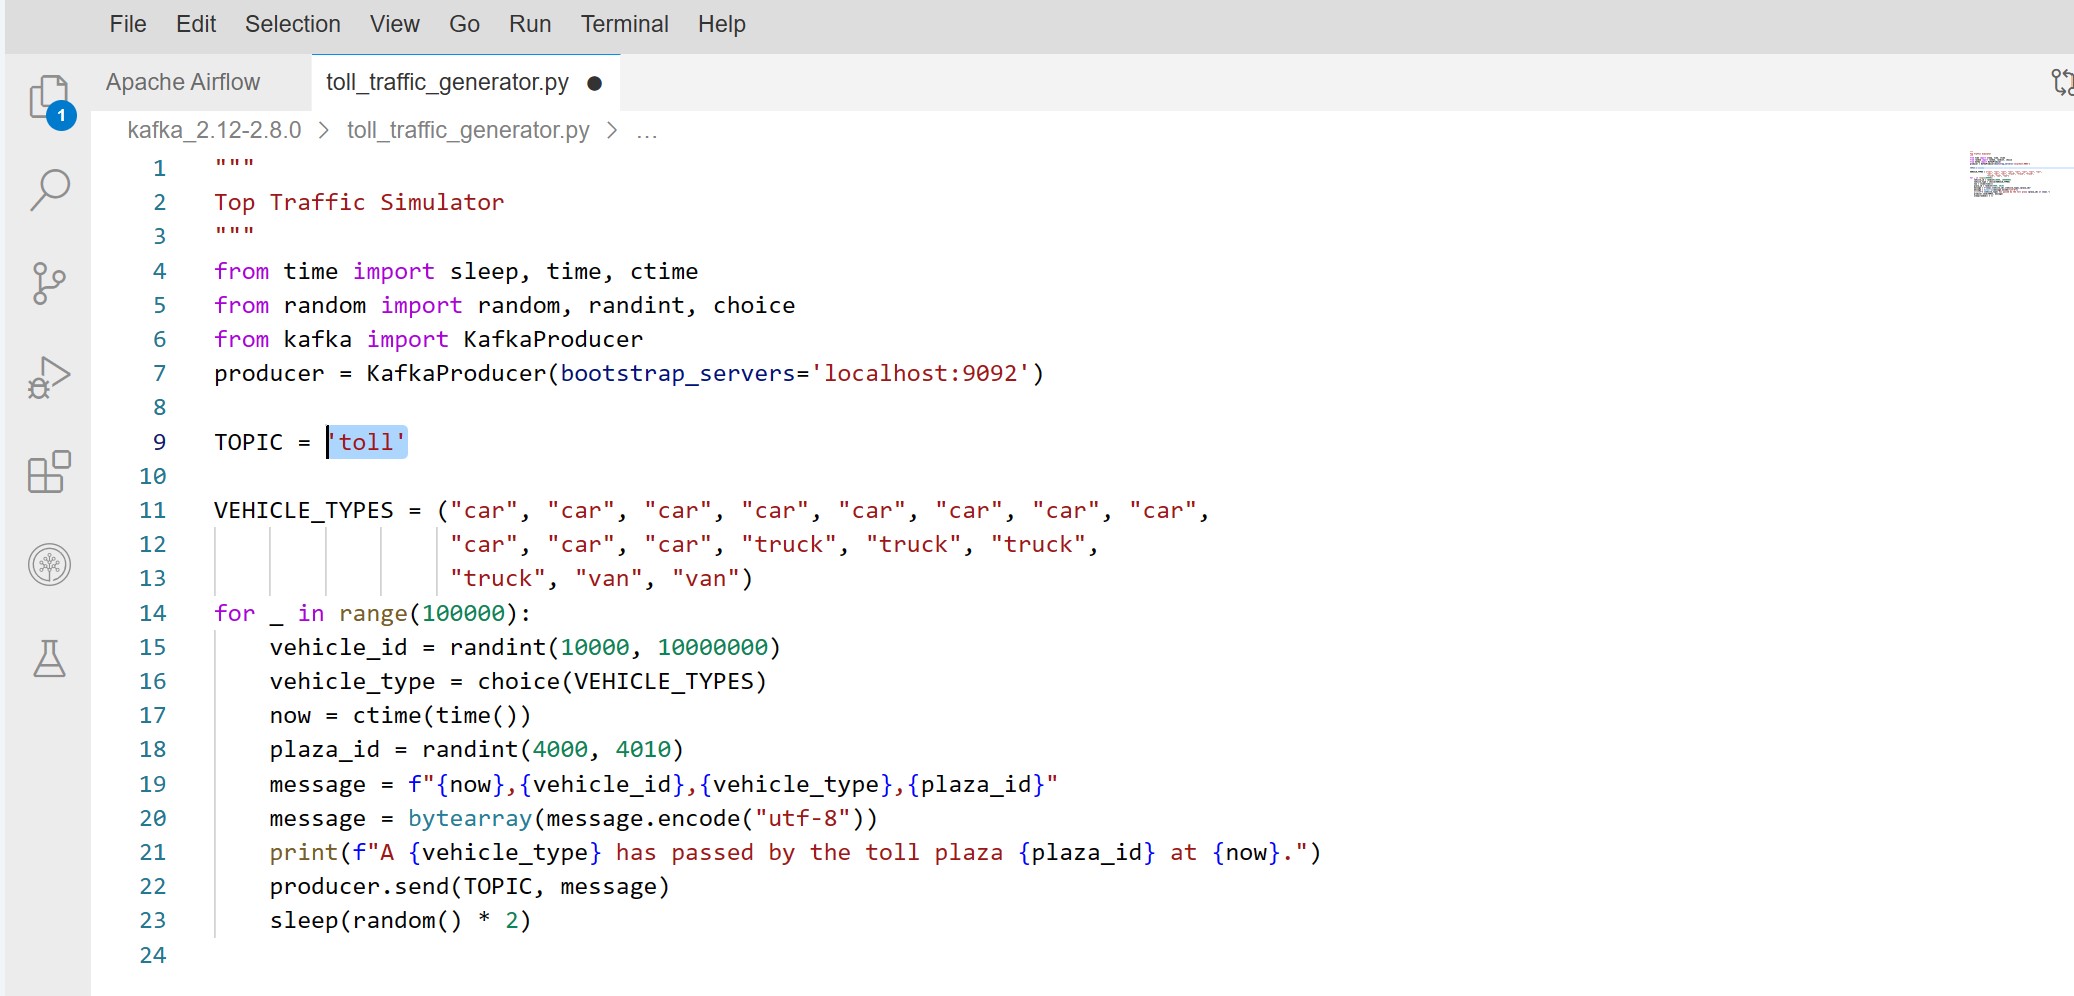 File Edit Selection View Go Run Terminal Help
Apache Airflow toll_traffic_generator.py ●
1
kafka_2.12-2.8.0 > toll_traffic_generator.py > ...
1 """
2 Top Traffic Simulator
3 """
4 from time import sleep, time, ctime
5 from random import random, randint, choice
6 from kafka import KafkaProducer
7 producer = KafkaProducer(bootstrap_servers='localhost:9092')
8
9 TOPIC = 'toll'
10
11 VEHICLE_TYPES = ("car", "car", "car", "car", "car", "car", "car", "car",
12                  "car", "car", "car", "truck", "truck", "truck",
13                  "truck", "van", "van")
14 for _ in range(100000):
15     vehicle_id = randint(10000, 10000000)
16     vehicle_type = choice(VEHICLE_TYPES)
17     now = ctime(time())
18     plaza_id = randint(4000, 4010)
19     message = f"{now},{vehicle_id},{vehicle_type},{plaza_id}"
20     message = bytearray(message.encode("utf-8"))
21     print(f"A {vehicle_type} has passed by the toll plaza {plaza_id} at {now}.")
22     producer.send(TOPIC, message)
23     sleep(random() * 2)
24